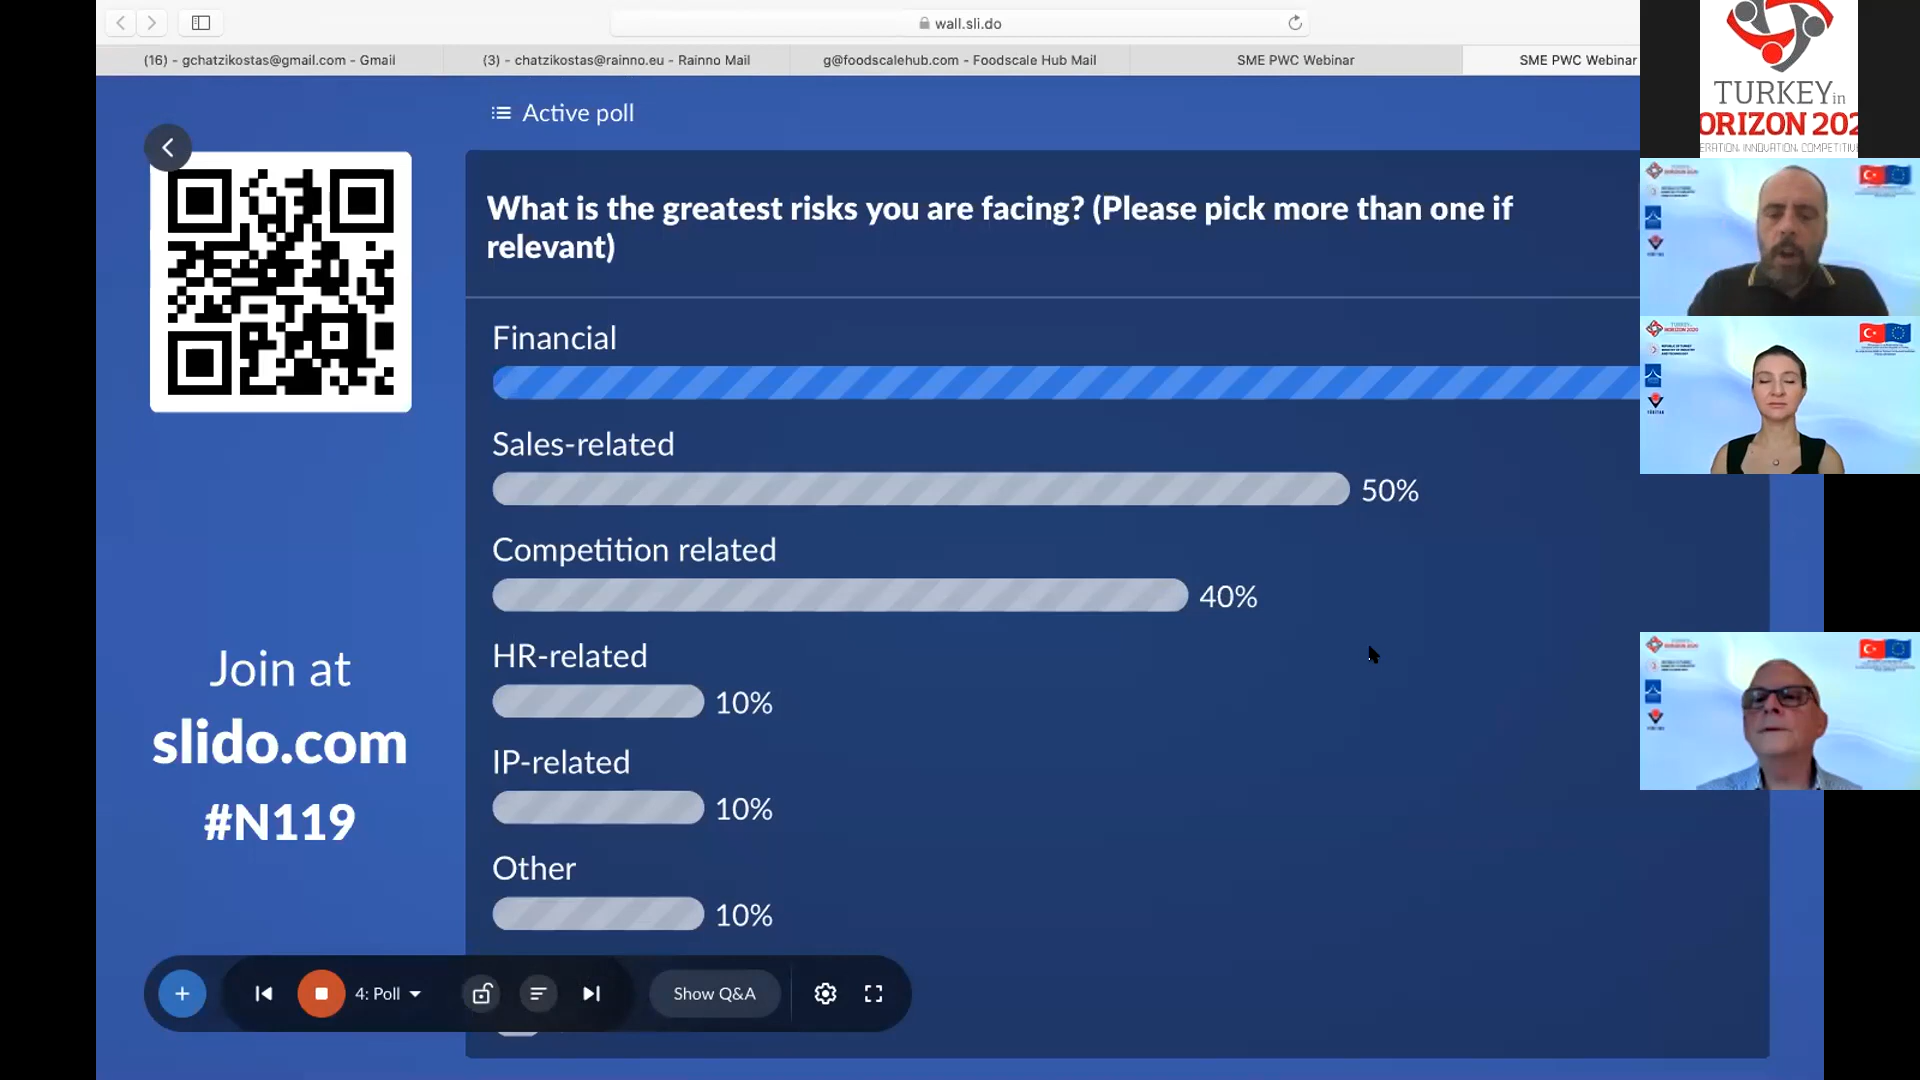 wall.sli.do
(16) - gchatzikostas@gmail.com - Gmail
(3) - chatzikostas@rainno.eu - Rainno Mail
g@foodscalehub.com - Foodscale Hub Mail
SME PWC Webinar
SME PWC Webinar
Active poll
What is the greatest risks you are facing? (Please pick more than one if
relevant)
Financial
Sales-related
50%
Competition related
40%
HR-related
10%
IP-related
10%
Other
10%
Join at
slido.com
#N119
4: Poll
Show Q&A
TURKEY in
ORIZON 202
ERATION, INNOVATION, COMPETITIV